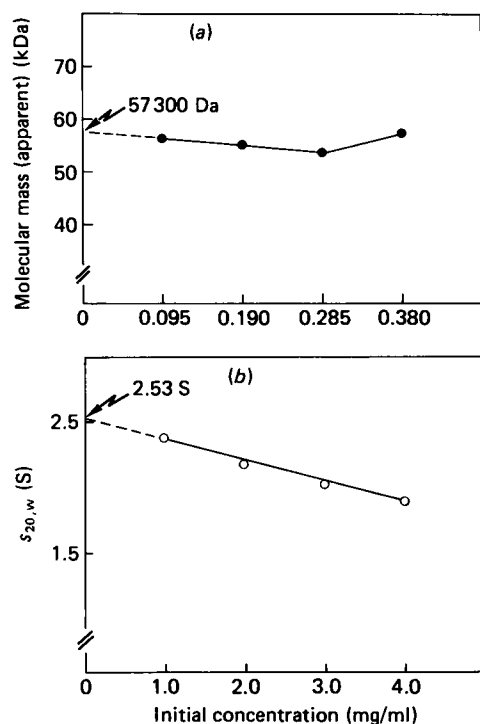 (a)
Molecular mass (apparent) (kDa)
70
60
50
40
57300 Da
0 0.095 0.190 0.285 0.380
(b)
s20,w (S)
2.5
1.5
2.53 S
0 1.0 2.0 3.0 4.0
Initial concentration (mg/ml)